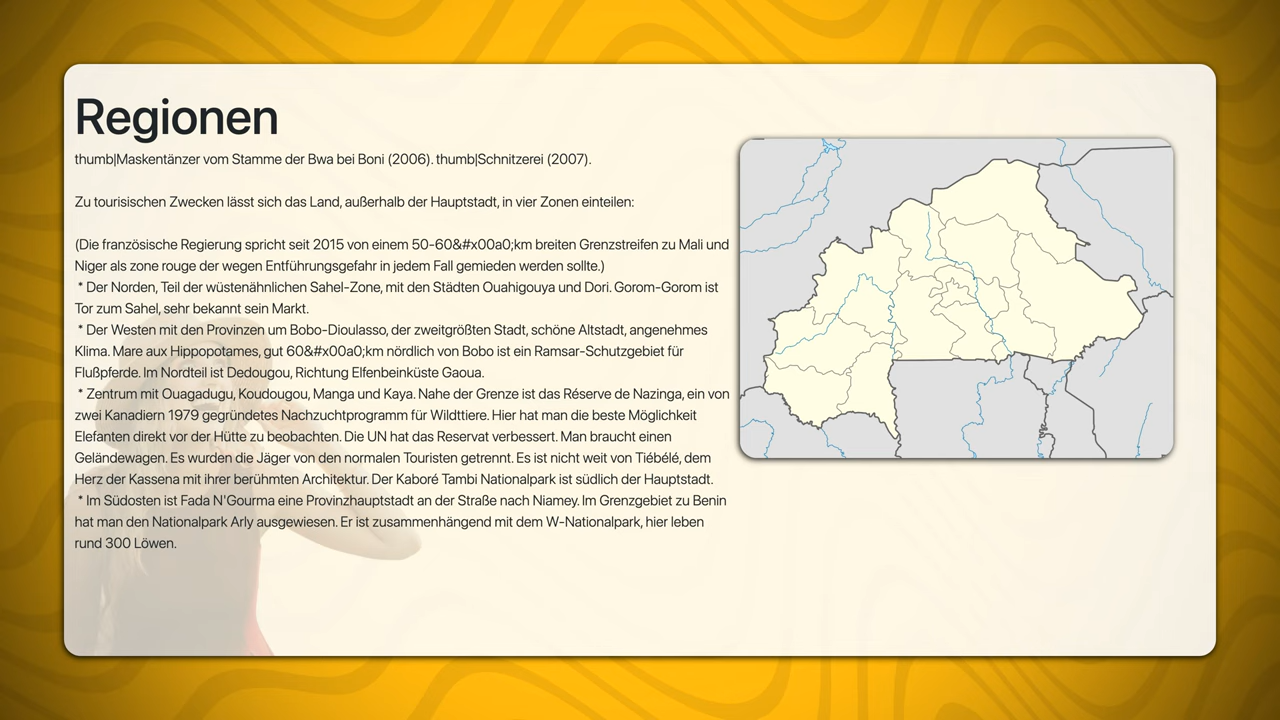 Regionen
thumb|Maskentänzer vom Stamme der Bwa bei Boni (2006). thumb|Schnitzerei (2007).
Zu tourisischen Zwecken lässt sich das Land, außerhalb der Hauptstadt, in vier Zonen einteilen:
(Die französische Regierung spricht seit 2015 von einem 50-60&#x00a0;km breiten Grenzstreifen zu Mali und
Niger als zone rouge der wegen Entführungsgefahr in jedem Fall gemieden werden sollte.)
* Der Norden, Teil der wüstenähnlichen Sahel-Zone, mit den Städten Ouahigouya und Dori. Gorom-Gorom ist
Tor zum Sahel, sehr bekannt sein Markt.
* Der Westen mit den Provinzen um Bobo-Dioulasso, der zweitgrößten Stadt, schöne Altstadt, angenehmes
Klima. Mare aux Hippopotames, gut 60&#x00a0;km nördlich von Bobo ist ein Ramsar-Schutzgebiet für
Flußpferde. Im Nordteil ist Dedougou, Richtung Elfenbeinküste Gaoua.
* Zentrum mit Ouagadugu, Koudougou, Manga und Kaya. Nahe der Grenze ist das Réserve de Nazinga, ein von
zwei Kanadiern 1979 gegründetes Nachzuchtprogramm für Wildttiere. Hier hat man die beste Möglichkeit
Elefanten direkt vor der Hütte zu beobachten. Die UN hat das Reservat verbessert. Man braucht einen
Geländewagen. Es wurden die Jäger von den normalen Touristen getrennt. Es ist nicht weit von Tiébélé, dem
Herz der Kassena mit ihrer berühmten Architektur. Der Kaboré Tambi Nationalpark ist südlich der Hauptstadt.
* Im Südosten ist Fada N'Gourma eine Provinzhauptstadt an der Straße nach Niamey. Im Grenzgebiet zu Benin
hat man den Nationalpark Arly ausgewiesen. Er ist zusammenhängend mit dem W-Nationalpark, hier leben
rund 300 Löwen.